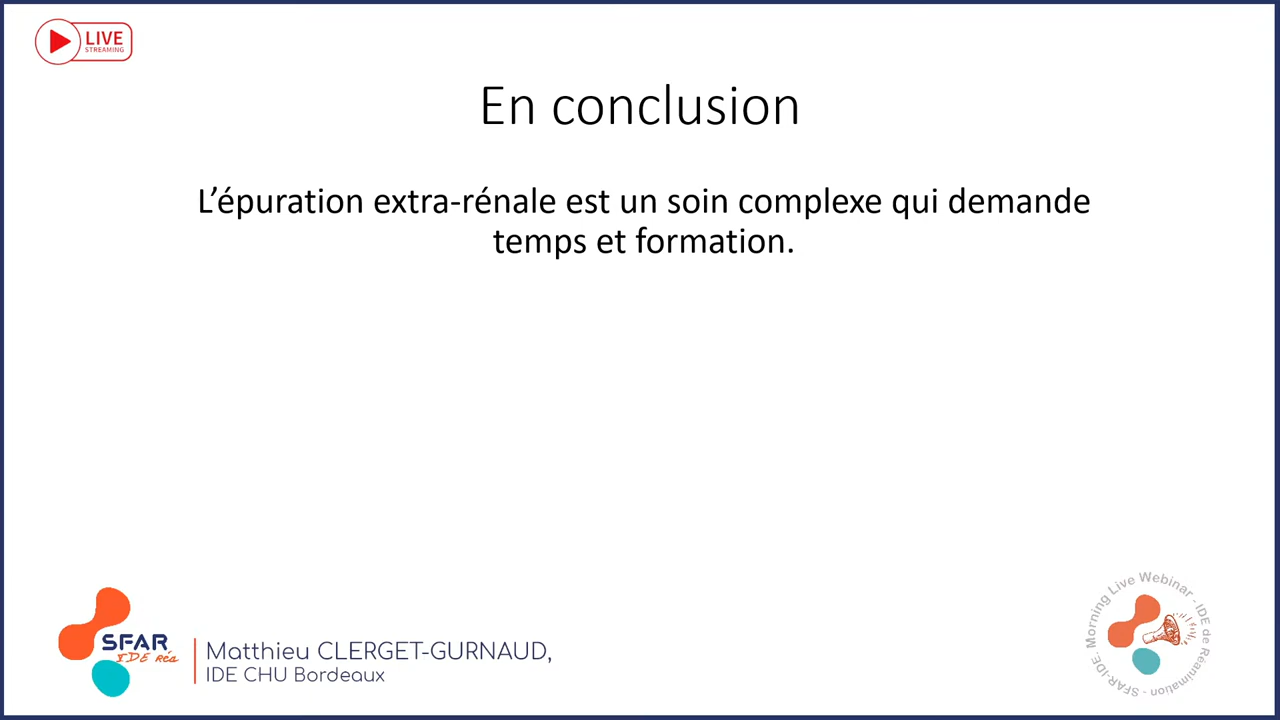 LIVE
STREAMING
En conclusion
L’épuration extra-rénale est un soin complexe qui demande
temps et formation.
SFAR
IDE Réa
Matthieu CLERGET-GURNAUD,
IDE CHU Bordeaux
SFAR-IDE. Morning Live Webinar - IDE de Réanimation -